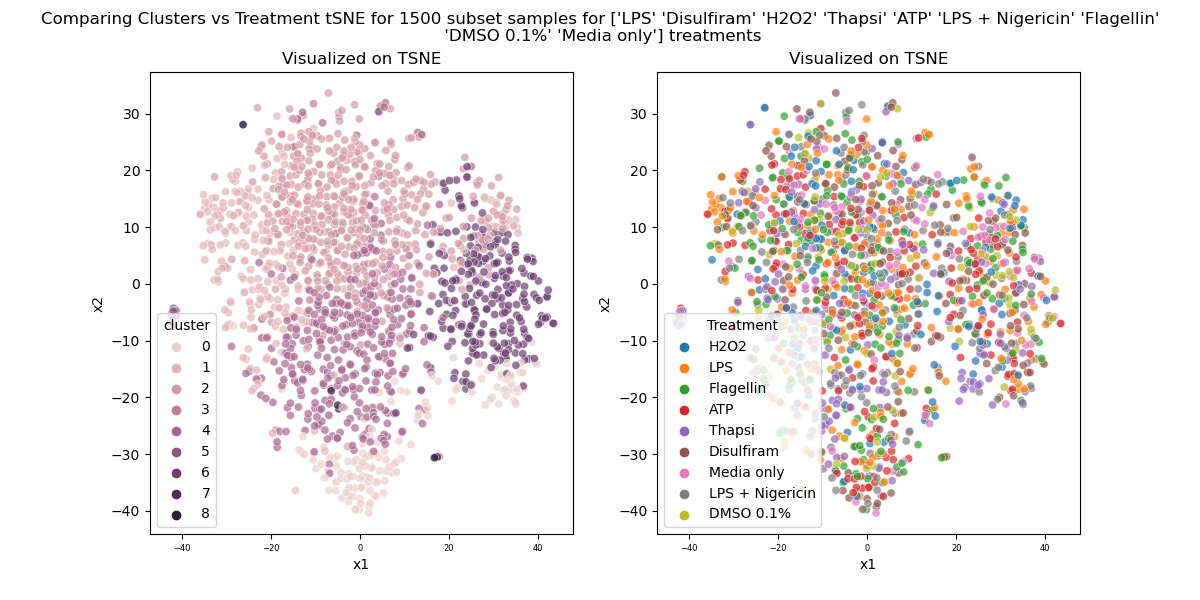 Comparing Clusters vs Treatment tSNE for 1500 subset samples for ['LPS' 'Disulfiram' 'H2O2' 'Thapsi' 'ATP' 'LPS + Nigericin' 'Flagellin'
'DMSO 0.1%' 'Media only'] treatments
Visualized on TSNE
x2
30
20
10
0
−10
−20
−30
−40
cluster
0
1
2
3
4
5
6
7
8
−40 −20 0 20 40
x1
Visualized on TSNE
x2
30
20
10
0
−10
−20
−30
−40
Treatment
H2O2
LPS
Flagellin
ATP
Thapsi
Disulfiram
Media only
LPS + Nigericin
DMSO 0.1%
−40 −20 0 20 40
x1